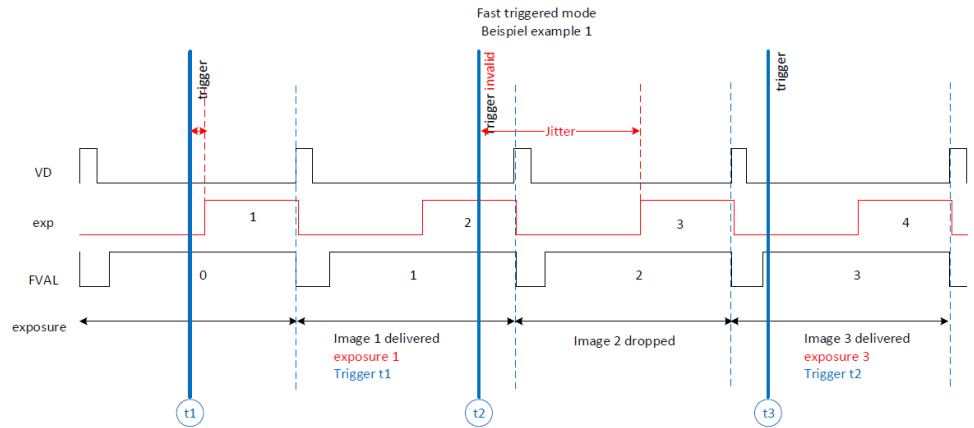 Fast triggered mode
Beispiel example 1
trigger
Trigger invalid
trigger
Jitter
VD
exp
1
2
3
4
FVAL
0
1
2
3
exposure
Image 1 delivered
exposure 1
Trigger t1
Image 2 dropped
Image 3 delivered
exposure 3
Trigger t2
t1
t2
t3